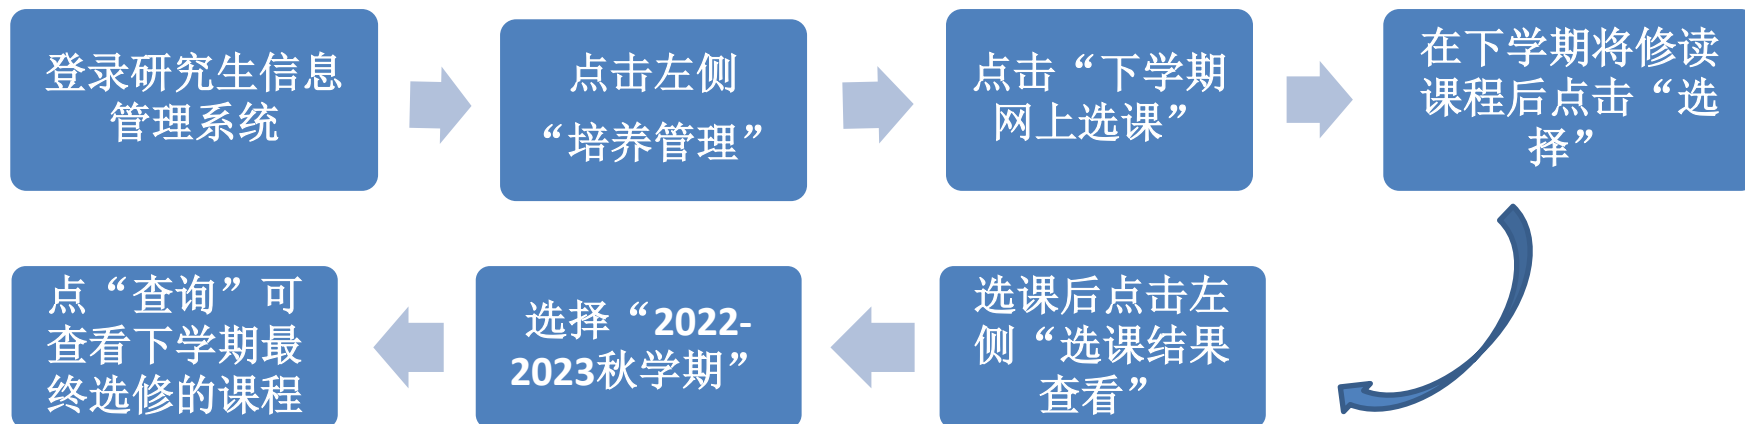 登录研究生信息
管理系统
点击左侧
“培养管理”
点击“下学期
网上选课”
在下学期将修读
课程后点击“选
择”
选课后点击左
侧“选课结果
查看”
选择“2022-
2023秋学期”
点“查询”可
查看下学期最
终选修的课程